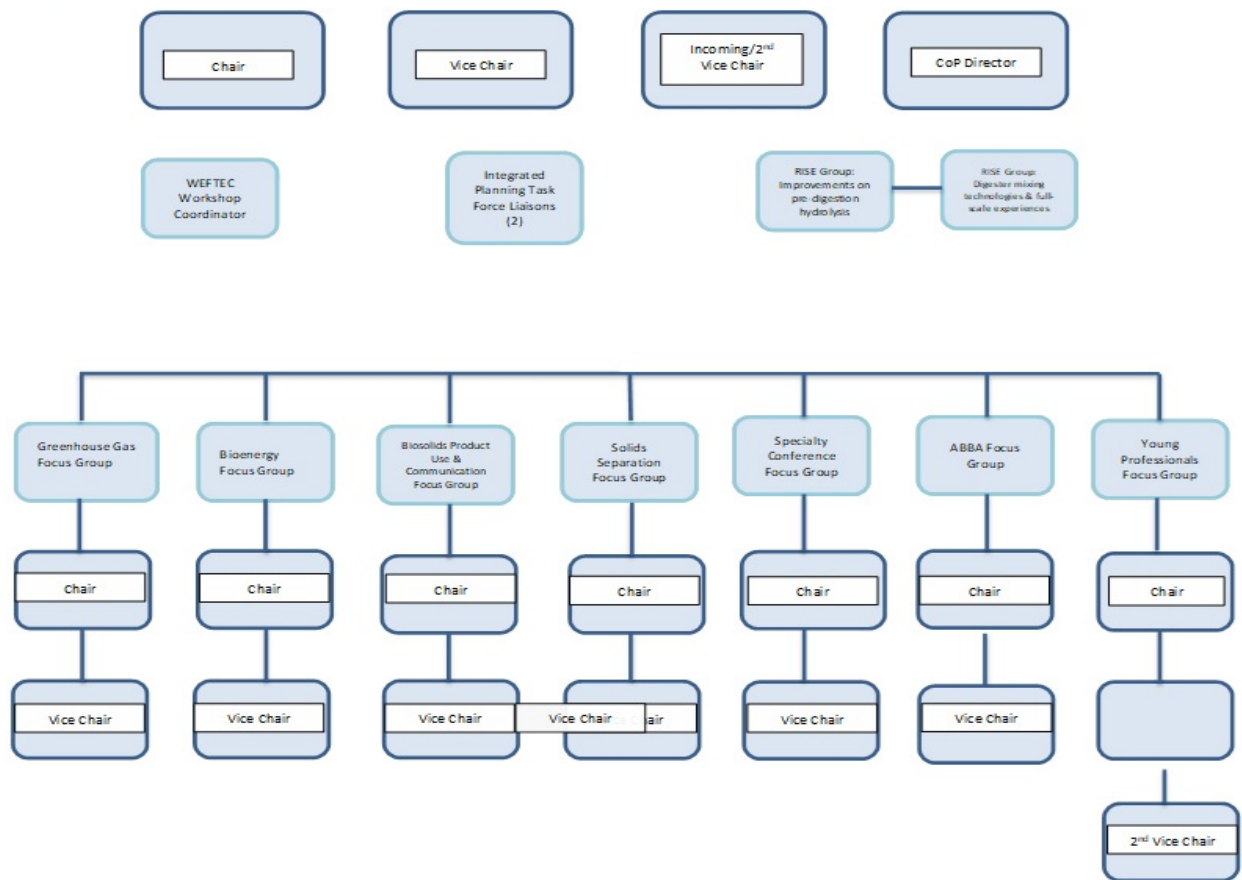 Chair
Vice Chair
Incoming/2nd
Vice Chair
CoP Director
WEFTEC
Workshop
Coordinator
Integrated
Planning Task
Force Liaisons
(2)
RISE Group:
Improvements on
pre-digestion
hydrolysis
RISE Group:
Digester mixing
technologies & full-
scale experiences
Greenhouse Gas
Focus Group
Bioenergy
Focus Group
Biosolids Product
Use &
Communication
Focus Group
Solids
Separation
Focus Group
Specialty
Conference
Focus Group
ABBA Focus
Group
Young
Professionals
Focus Group
Chair
Chair
Chair
Chair
Chair
Chair
Chair
Vice Chair
Vice Chair
Vice Chair
Vice Chair
Chair
Vice Chair
Vice Chair
2nd Vice Chair